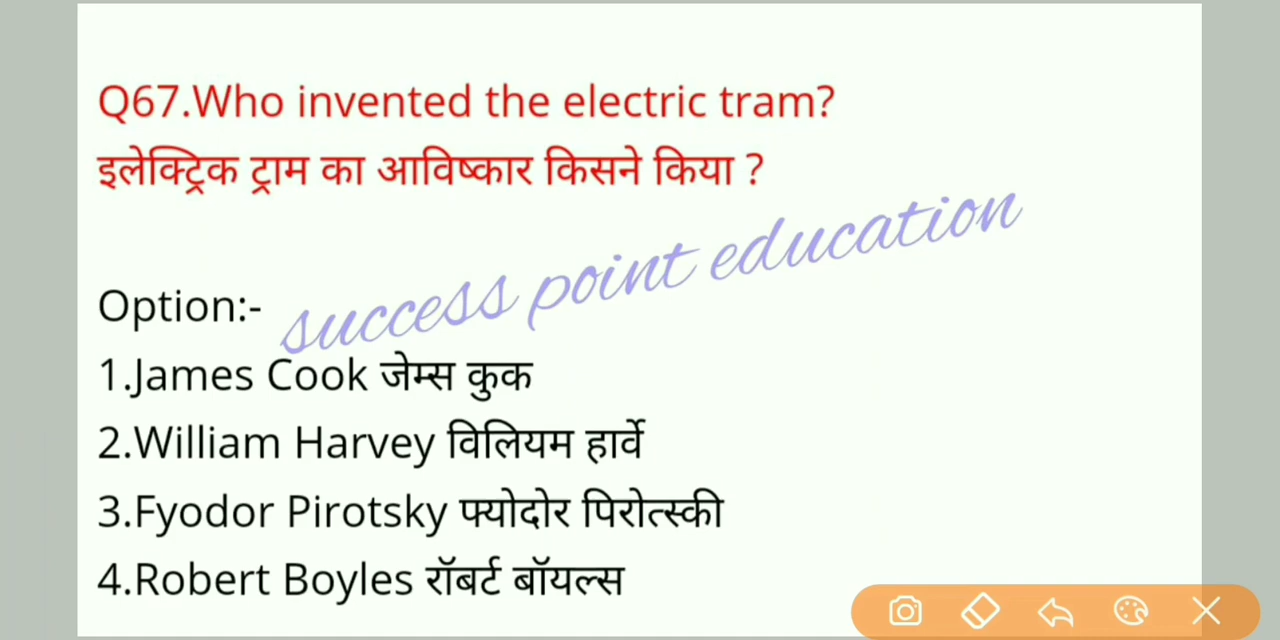 Q67.Who invented the electric tram?
इलेक्ट्रिक ट्राम का आविष्कार किसने किया ?
success point education
Option:-
1.James Cook जेम्स कुक
2.William Harvey विलियम हार्वे
3.Fyodor Pirotsky फ्योदोर पिरोत्स्की
4.Robert Boyles रॉबर्ट बॉयल्स